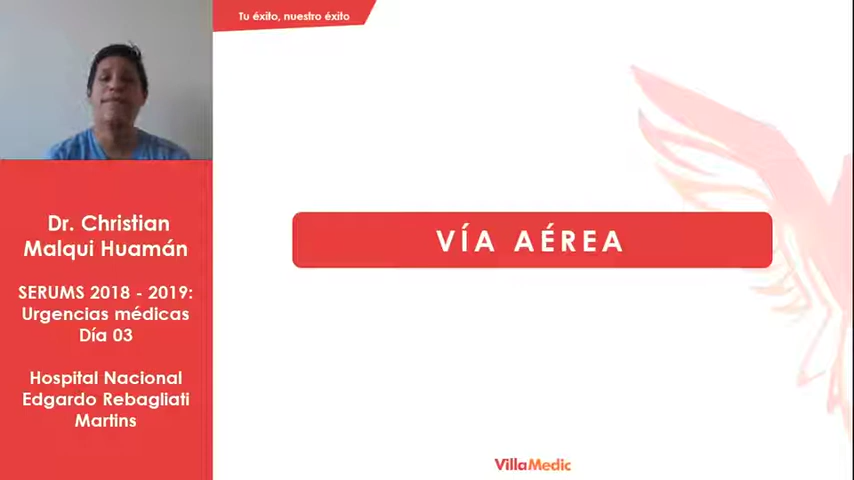 Tu éxito, nuestro éxito
Dr. Christian
Malqui Huamán
SERUMS 2018 - 2019:
Urgencias médicas
Día 03
Hospital Nacional
Edgardo Rebagliati
Martins
VÍA AÉREA
VillaMedic